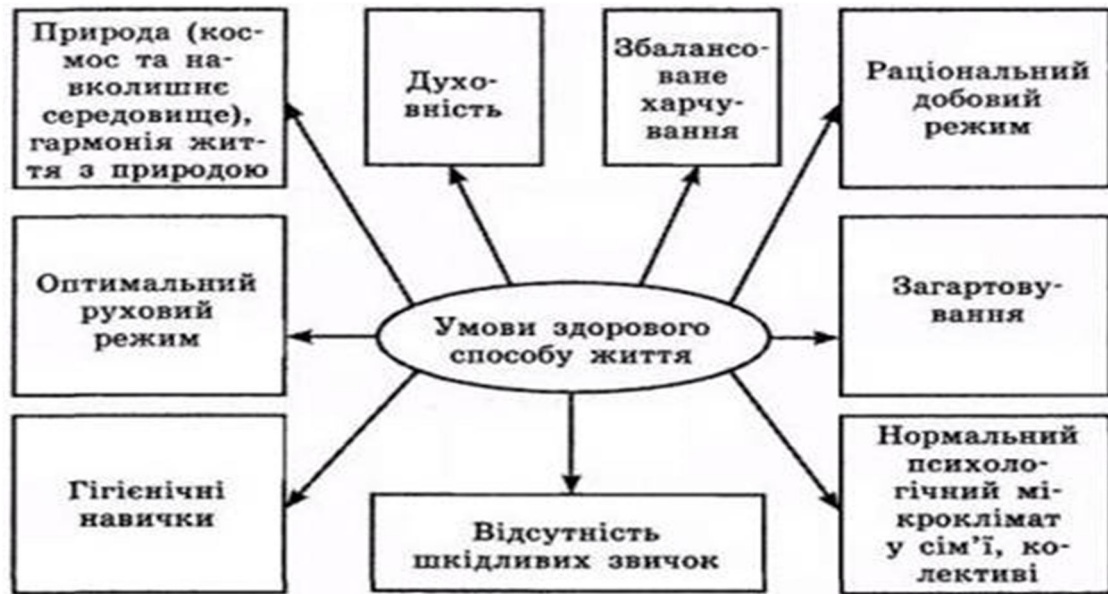 Природа (кос-
мос та на-
вколишнє
середовище),
гармонія жит-
тя з природою
Духо-
вність
Збалансо-
ване
харчу-
вання
Раціональний
добовий
режим
Оптимальний
руховий
режим
Умови здорового
способу життя
Загартову-
вання
Гігієнічні
навички
Відсутність
шкідливих звичок
Нормальний
психоло-
гічний мі-
кроклімат
у сім’ї, ко-
лективі